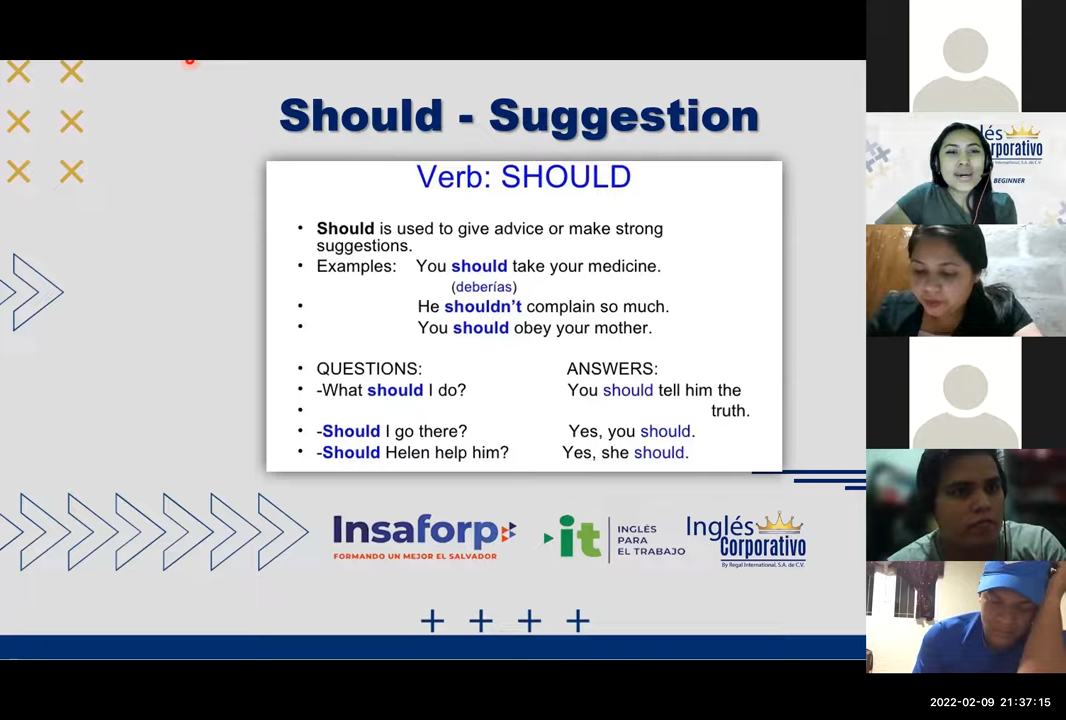 Should - Suggestion
Verb: SHOULD
• Should is used to give advice or make strong
suggestions.
• Examples: You should take your medicine.
(deberías)
• He shouldn't complain so much.
• You should obey your mother.
• QUESTIONS: ANSWERS:
• -What should I do? You should tell him the
• truth.
• -Should I go there? Yes, you should.
• -Should Helen help him? Yes, she should.
Insaforp
FORMANDO UN MEJOR EL SALVADOR
it
INGLÉS
PARA
EL TRABAJO
Inglés
Corporativo
By Regal International, S.A. de C.V.
lés
rporativo
International, S.A. de C.V.
BEGINNER
2022-02-09 21:37:15